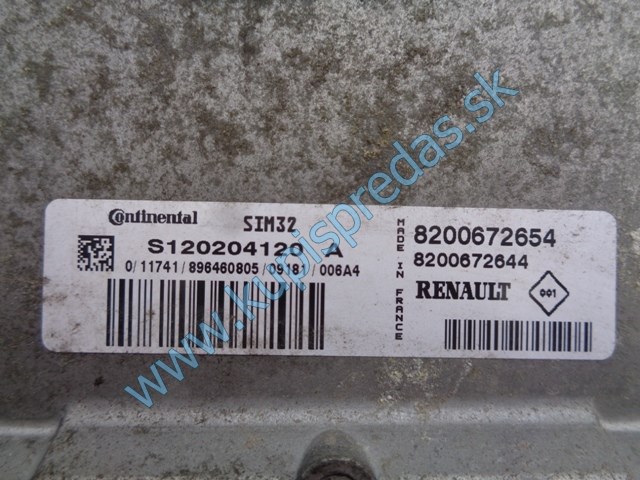 Continental SIM32
S120204120 A
0/11741/896460805/09181/006A4
MADE IN FRANCE
8200672654
8200672644
RENAULT 001
www.kupispredas.sk